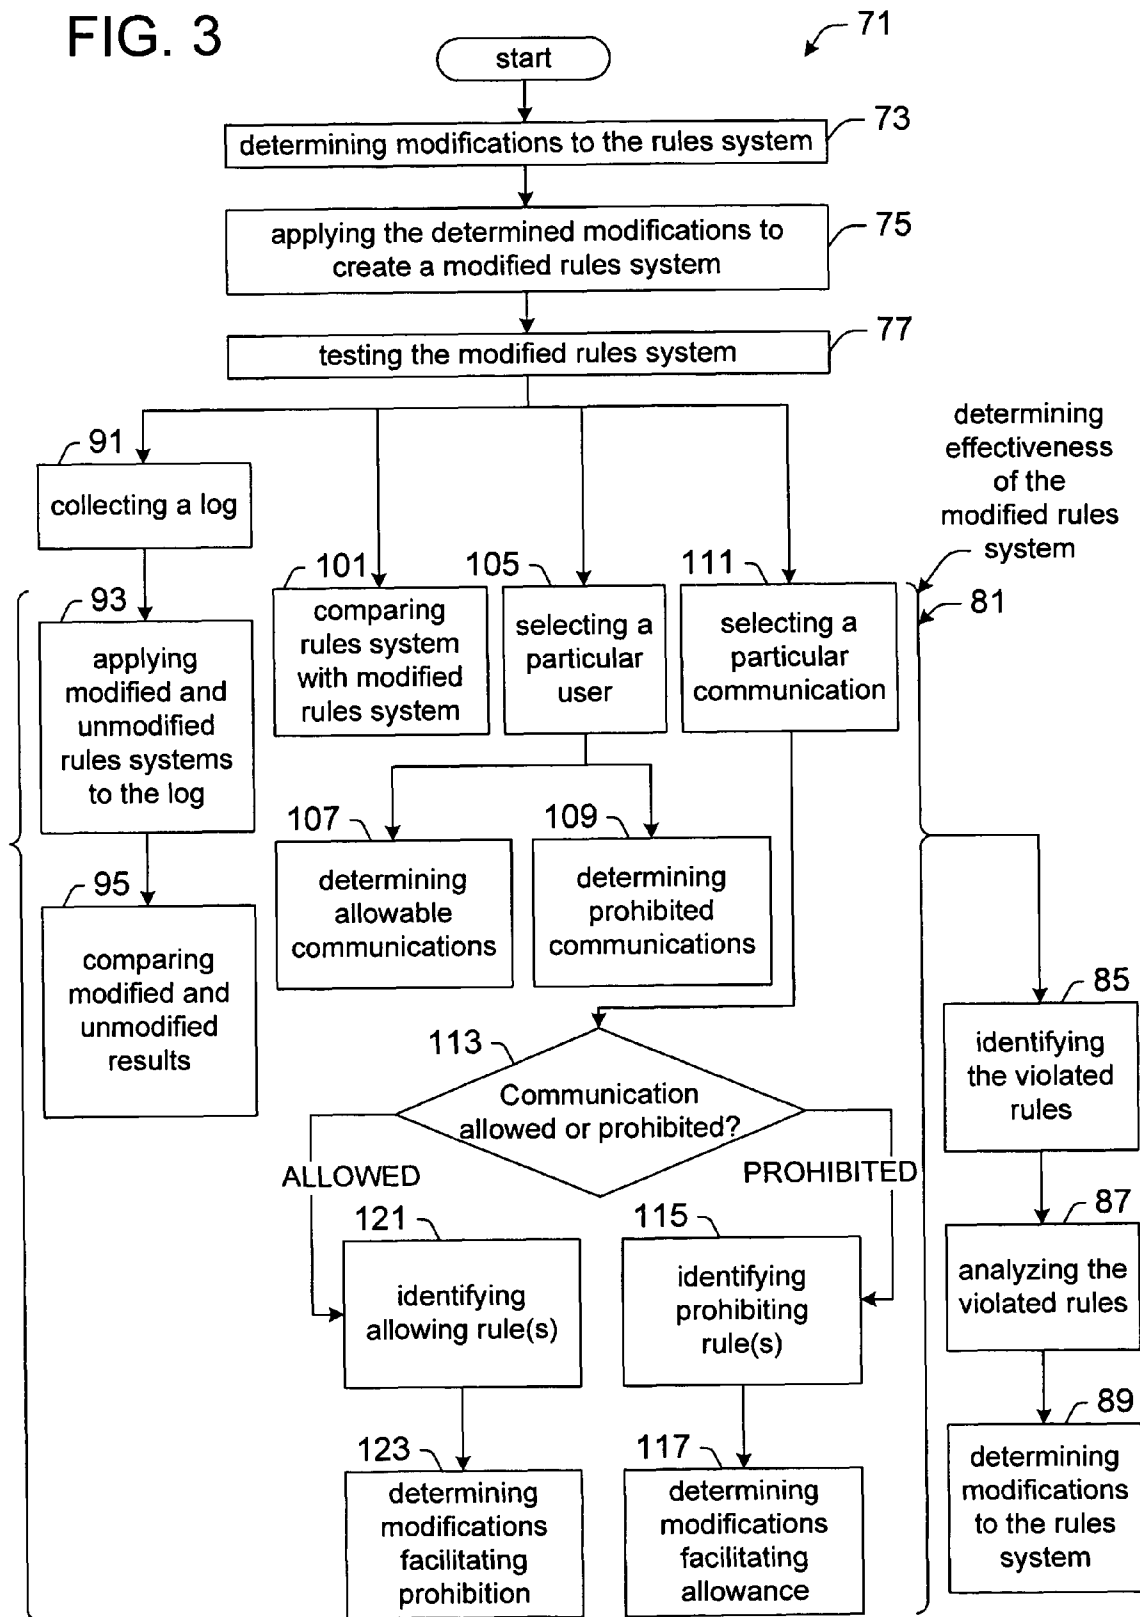 FIG. 3
71
start
73
determining modifications to the rules system
75
applying the determined modifications to
create a modified rules system
77
testing the modified rules system
determining
effectiveness
of the
modified rules
system
81
91
collecting a log
93
applying
modified and
unmodified
rules systems
to the log
95
comparing
modified and
unmodified
results
101
comparing
rules system
with modified
rules system
105
selecting a
particular
user
111
selecting a
particular
communication
107
determining
allowable
communications
109
determining
prohibited
communications
113
Communication
allowed or prohibited?
ALLOWED
PROHIBITED
121
identifying
allowing rule(s)
115
identifying
prohibiting
rule(s)
123
determining
modifications
facilitating
prohibition
117
determining
modifications
facilitating
allowance
85
identifying
the violated
rules
87
analyzing the
violated rules
89
determining
modifications
to the rules
system